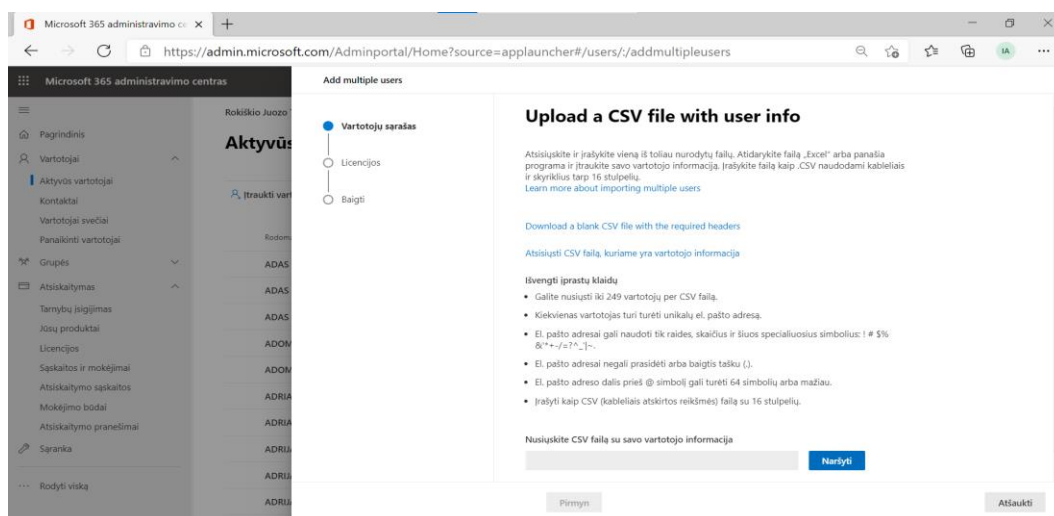 Microsoft 365 administravimo ce
https://admin.microsoft.com/Adminportal/Home?source=applauncher#/users/:/addmultipleusers
IA
Microsoft 365 administravimo centras
Pagrindinis
Vartotojai
Aktyvūs vartotojai
Kontaktai
Vartotojai svečiai
Panaikinti vartotojai
Grupės
Atsiskaitymas
Tarnybų įsigijimas
Jūsų produktai
Licencijos
Sąskaitos ir mokėjimai
Atsiskaitymo sąskaitos
Mokėjimo būdai
Atsiskaitymo pranešimai
Sąranka
Rodyti viską
Rokiškio Juozo
Aktyvūs
Įtraukti vart
Rodom
ADAS
ADAS
ADAS
ADOM
ADOM
ADRIA
ADRIA
ADRIJ
ADRIJ
ADRIJ
Add multiple users
Vartotojų sąrašas
Licencijos
Baigti
Upload a CSV file with user info
Atsisiųskite ir įrašykite vieną iš toliau nurodytų failų. Atidarykite failą „Excel“ arba panašia
programa ir įtraukite savo vartotojo informaciją. Įrašykite failą kaip .CSV naudodami kableliais
ir skyriklius tarp 16 stulpelių.
Learn more about importing multiple users
Download a blank CSV file with the required headers
Atsisiųsti CSV failą, kuriame yra vartotojo informacija
Išvengti įprastų klaidų
• Galite nusiųsti iki 249 vartotojų per CSV failą.
• Kiekvienas vartotojas turi turėti unikalų el. pašto adresą.
• El. pašto adresai gali naudoti tik raides, skaičius ir šiuos specialiuosius simbolius: ! # $%
&'*+-/=?^_'|~.
• El. pašto adresai negali prasidėti arba baigtis tašku (.).
• El. pašto adreso dalis prieš @ simbolį gali turėti 64 simbolių arba mažiau.
• Įrašyti kaip CSV (kableliais atskirtos reikšmės) failą su 16 stulpelių.
Nusiųskite CSV failą su savo vartotojo informacija
Naršyti
Pirmyn
Atšaukti